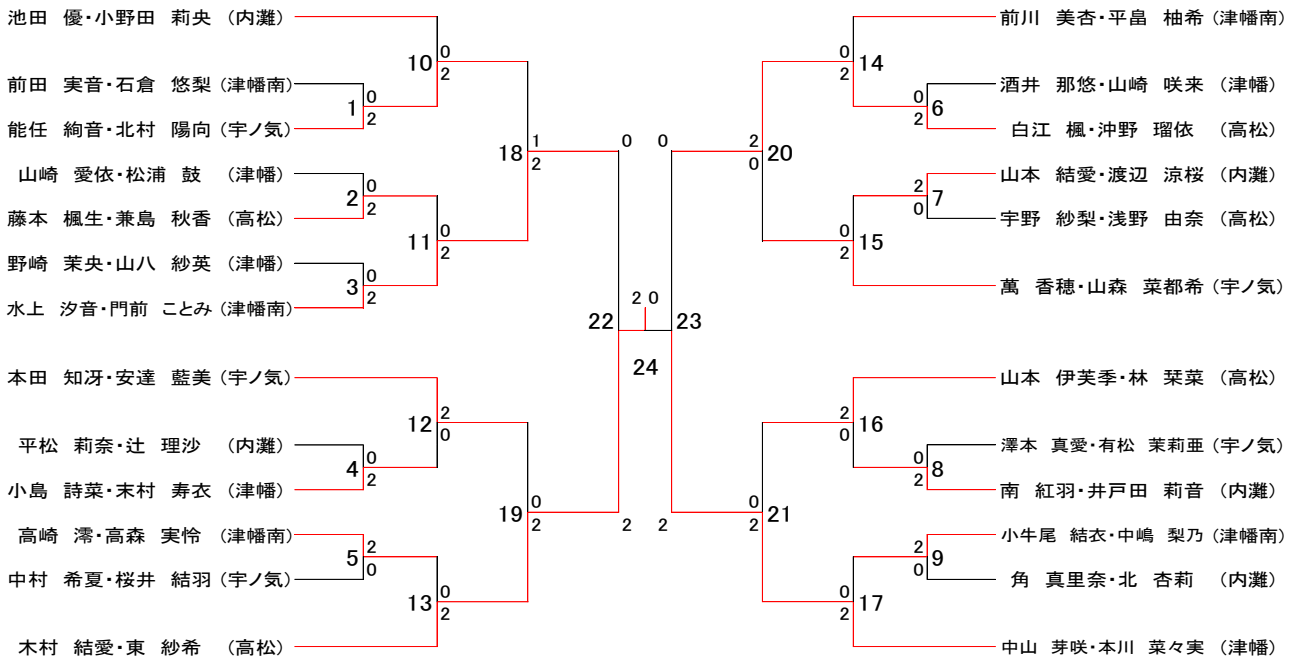 池田 優・小野田 莉央 (内灘)
前田 実音・石倉 悠梨 (津幡南)
能任 絢音・北村 陽向 (宇ノ気)
山崎 愛依・松浦 鼓 (津幡)
藤本 楓生・兼島 秋香 (高松)
野崎 茉央・山八 紗英 (津幡)
水上 汐音・門前 ことみ (津幡南)
本田 知冴・安達 藍美 (宇ノ気)
平松 莉奈・辻 理沙 (内灘)
小島 詩菜・末村 寿衣 (津幡)
高崎 澪・高森 実怜 (津幡南)
中村 希夏・桜井 結羽 (宇ノ気)
木村 結愛・東 紗希 (高松)
1 0 2
2 0 2
3 0 2
4 0 2
5 2 0
10 0 2
11 0 2
12 2 0
13 0 2
18 1 2
19 0 2
22 0 2
24 2 0
23 0 2
20 2 0
21 0 2
14 0 2
15 0 2
16 2 0
17 0 2
6 0 2
7 2 0
8 0 2
9 2 0
前川 美杏・平畠 柚希 (津幡南)
酒井 那悠・山崎 咲来 (津幡)
白江 楓・沖野 瑠依 (高松)
山本 結愛・渡辺 涼桜 (内灘)
宇野 紗梨・浅野 由奈 (高松)
萬 香穂・山森 菜都希 (宇ノ気)
山本 伊芙季・林 栞菜 (高松)
澤本 真愛・有松 茉莉亜 (宇ノ気)
南 紅羽・井戸田 莉音 (内灘)
小牛尾 結衣・中嶋 梨乃 (津幡南)
角 真里奈・北 杏莉 (内灘)
中山 芽咲・本川 菜々実 (津幡)